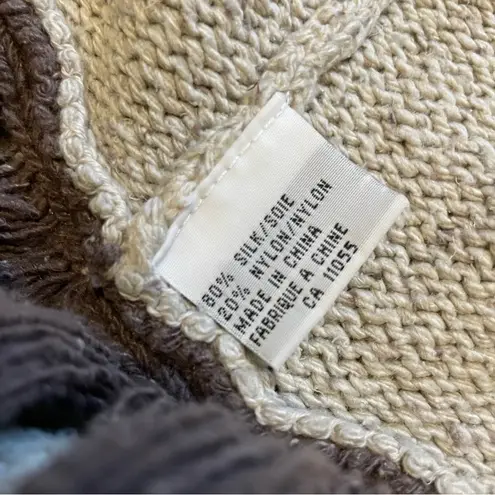 80% SILK/SOIE
20% NYLON/NYLON
MADE IN CHINA
FABRIQUE A CHINE
CA 11055